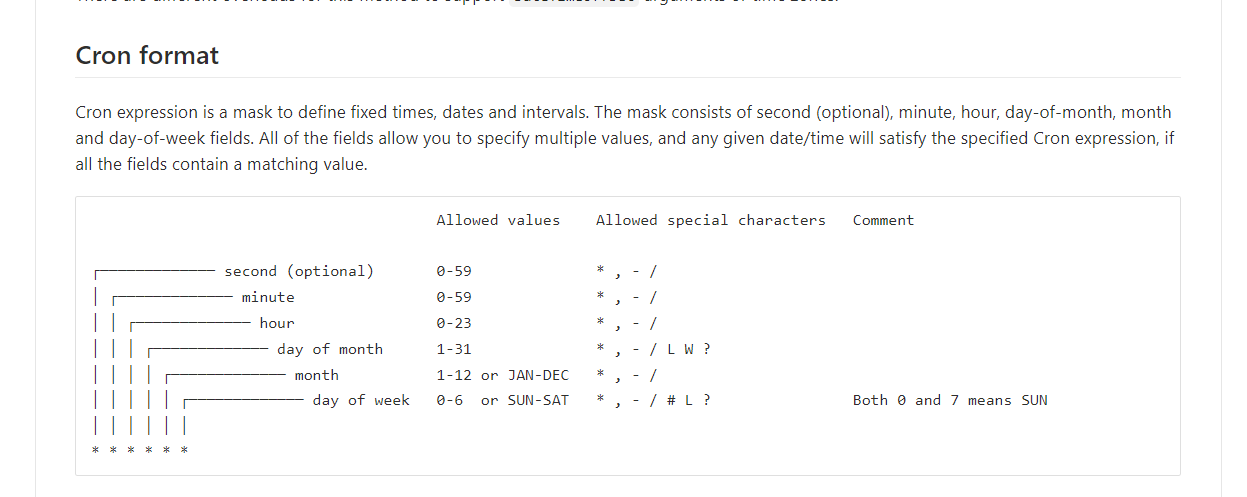 Cron format
Cron expression is a mask to define fixed times, dates and intervals. The mask consists of second (optional), minute, hour, day-of-month, month
and day-of-week fields. All of the fields allow you to specify multiple values, and any given date/time will satisfy the specified Cron expression, if
all the fields contain a matching value.
Allowed values Allowed special characters Comment
second (optional) 0-59 * , - /
minute 0-59 * , - /
hour 0-23 * , - /
day of month 1-31 * , - / L W ?
month 1-12 or JAN-DEC * , - /
day of week 0-6 or SUN-SAT * , - / # L ? Both 0 and 7 means SUN
* * * * * *